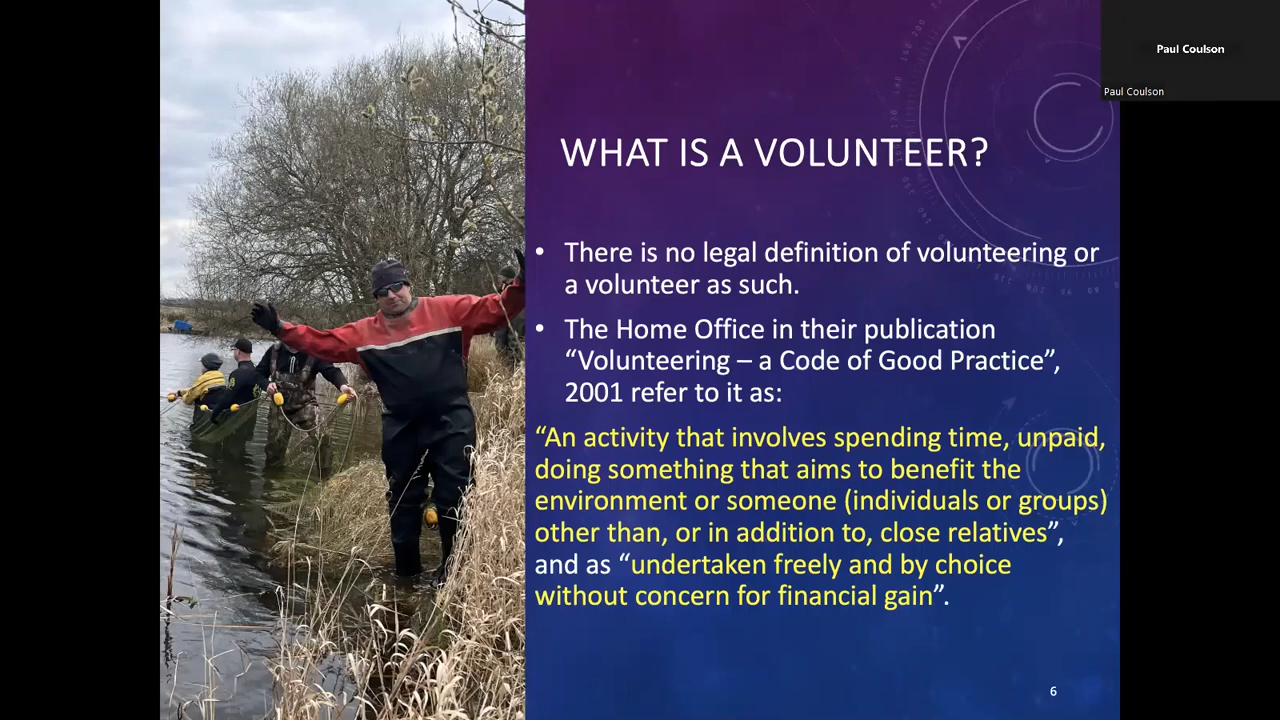 Paul Coulson
Paul Coulson
WHAT IS A VOLUNTEER?
• There is no legal definition of volunteering or
a volunteer as such.
• The Home Office in their publication
“Volunteering – a Code of Good Practice”,
2001 refer to it as:
“An activity that involves spending time, unpaid,
doing something that aims to benefit the
environment or someone (individuals or groups)
other than, or in addition to, close relatives”,
and as “undertaken freely and by choice
without concern for financial gain”.
6